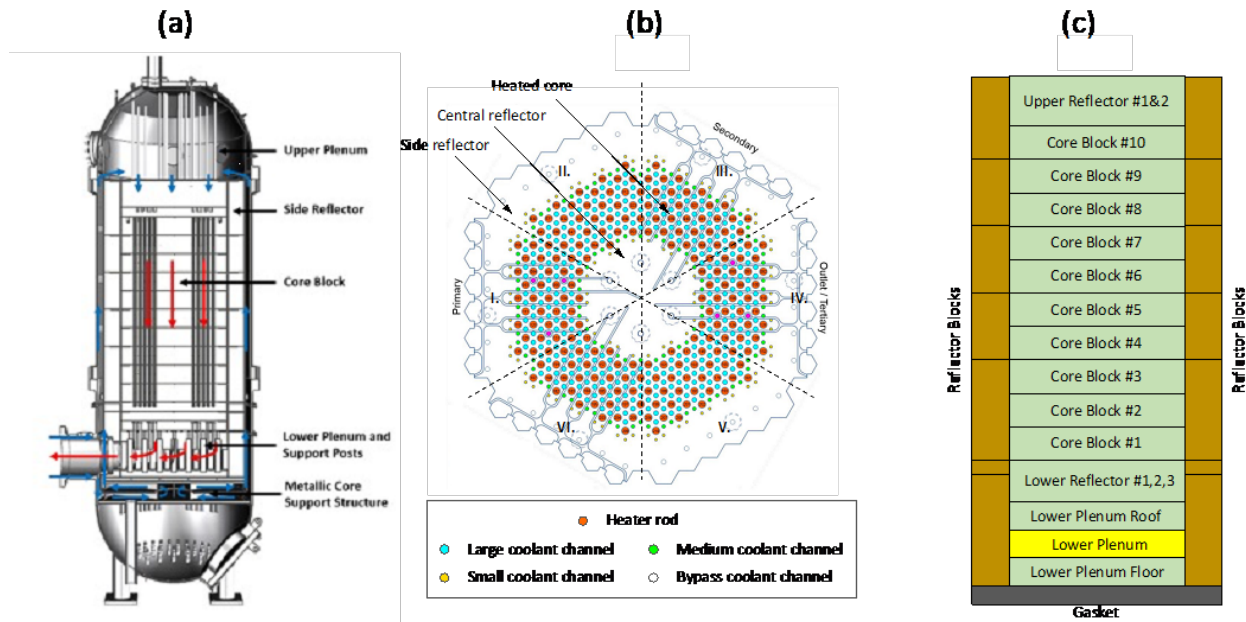 (a)
Upper Plenum
Side Reflector
Core Block
Lower Plenum and
Support Posts
Metallic Core
Support Structure
(b)
Heated core
Central reflector
Side reflector
Secondary
Primary
Outlet / Tertiary
I.
II.
III.
IV.
V.
VI.
Heater rod
Large coolant channel
Medium coolant channel
Small coolant channel
Bypass coolant channel
(c)
Upper Reflector #1&2
Core Block #10
Core Block #9
Core Block #8
Core Block #7
Core Block #6
Core Block #5
Core Block #4
Core Block #3
Core Block #2
Core Block #1
Lower Reflector #1,2,3
Lower Plenum Roof
Lower Plenum
Lower Plenum Floor
Gasket
Reflector Blocks
Reflector Blocks